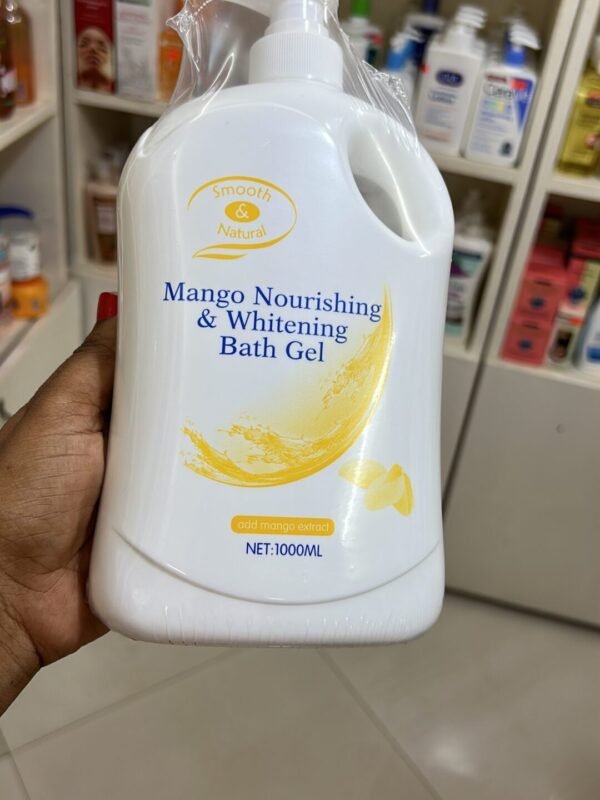 Smooth
&
Natural
Mango Nourishing
& Whitening
Bath Gel
add mango extract
NET:1000ML